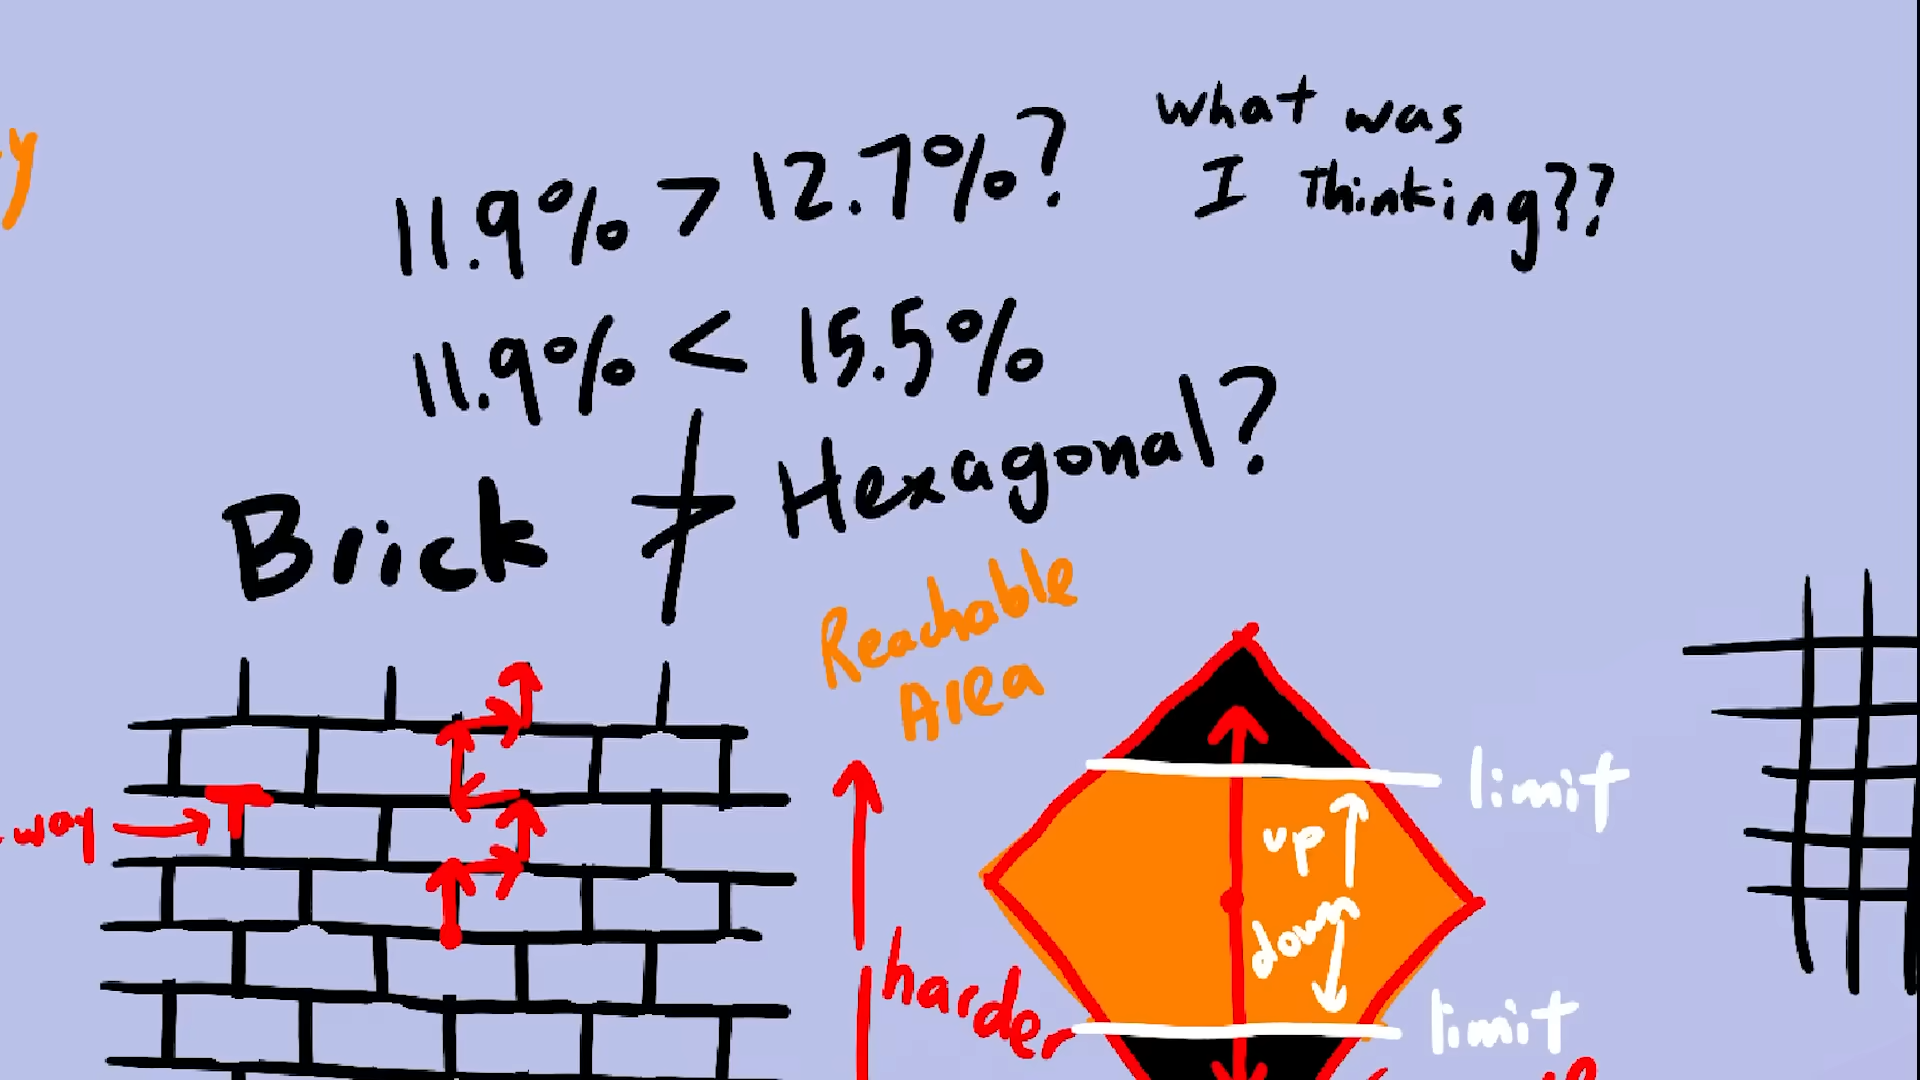 11.9% > 12.7%?
What was
I Thinking??
11.9% < 15.5%
Brick ≠ Hexagonal?
Reachable
Area
limit
up
way
down
harder
limit